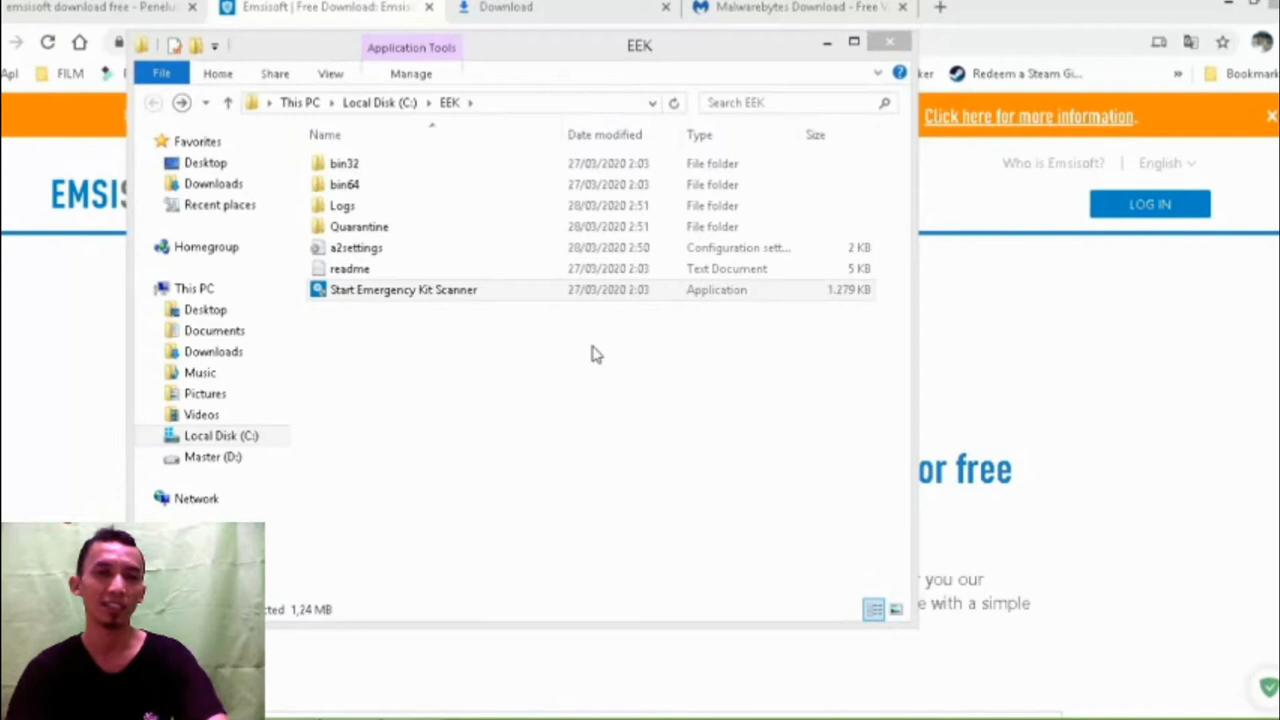 emsisoft download free - Penelu
Emsisoft | Free Download: Emsis
Download
Malwarebytes Download - Free V
Apl
FILM
ker
Redeem a Steam Gi...
»
Bookmark
Application Tools
EEK
File
Home
Share
View
Manage
This PC
Local Disk (C:)
EEK
Search EEK
Click here for more information.
Name
Date modified
Type
Size
Favorites
Desktop
Downloads
Recent places
Homegroup
This PC
Desktop
Documents
Downloads
Music
Pictures
Videos
Local Disk (C:)
Master (D:)
Network
bin32 27/03/2020 2:03 File folder
bin64 27/03/2020 2:03 File folder
Logs 28/03/2020 2:51 File folder
Quarantine 28/03/2020 2:51 File folder
a2settings 28/03/2020 2:50 Configuration sett... 2 KB
readme 27/03/2020 2:03 Text Document 5 KB
Start Emergency Kit Scanner 27/03/2020 2:03 Application 1.279 KB
cted 1,24 MB
EMSIS
Who is Emsisoft?
English
LOG IN
or free
you our
e with a simple